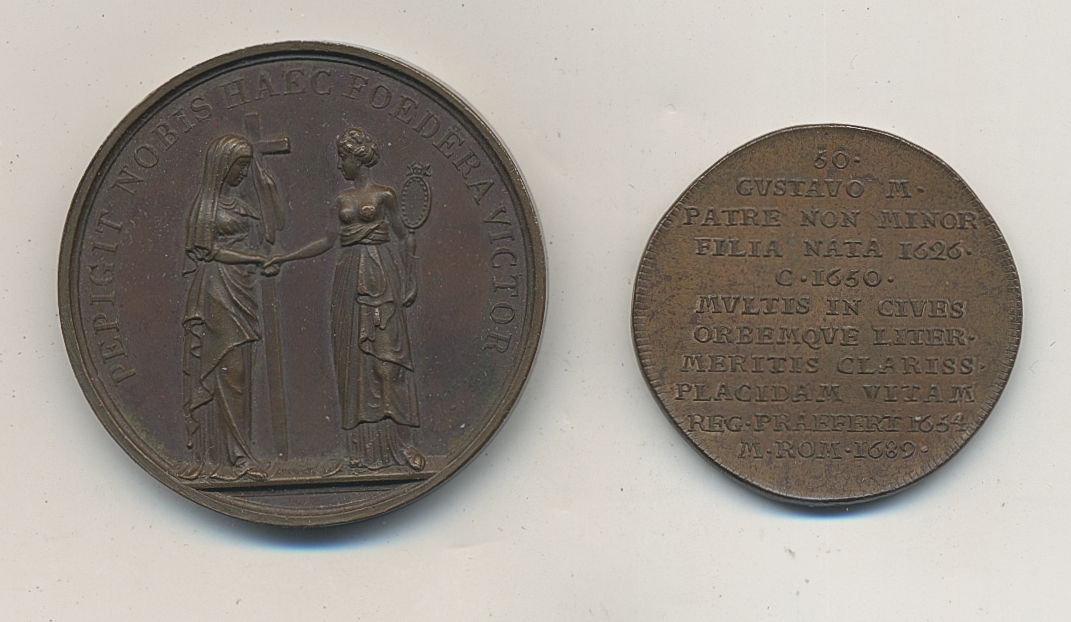 PEPIGIT NOBIS HAEC FOEDERA VICTOR
50·
GVSTAVO M·
PATRE NON MINOR
FILIA NATA 1626·
C·1650·
MVLTIS IN CIVES
ORBEMQVE LITER·
MERITIS CLARISS·
PLACIDAM VITAM
REG·PRAEFERT 1654
M·ROM·1689·